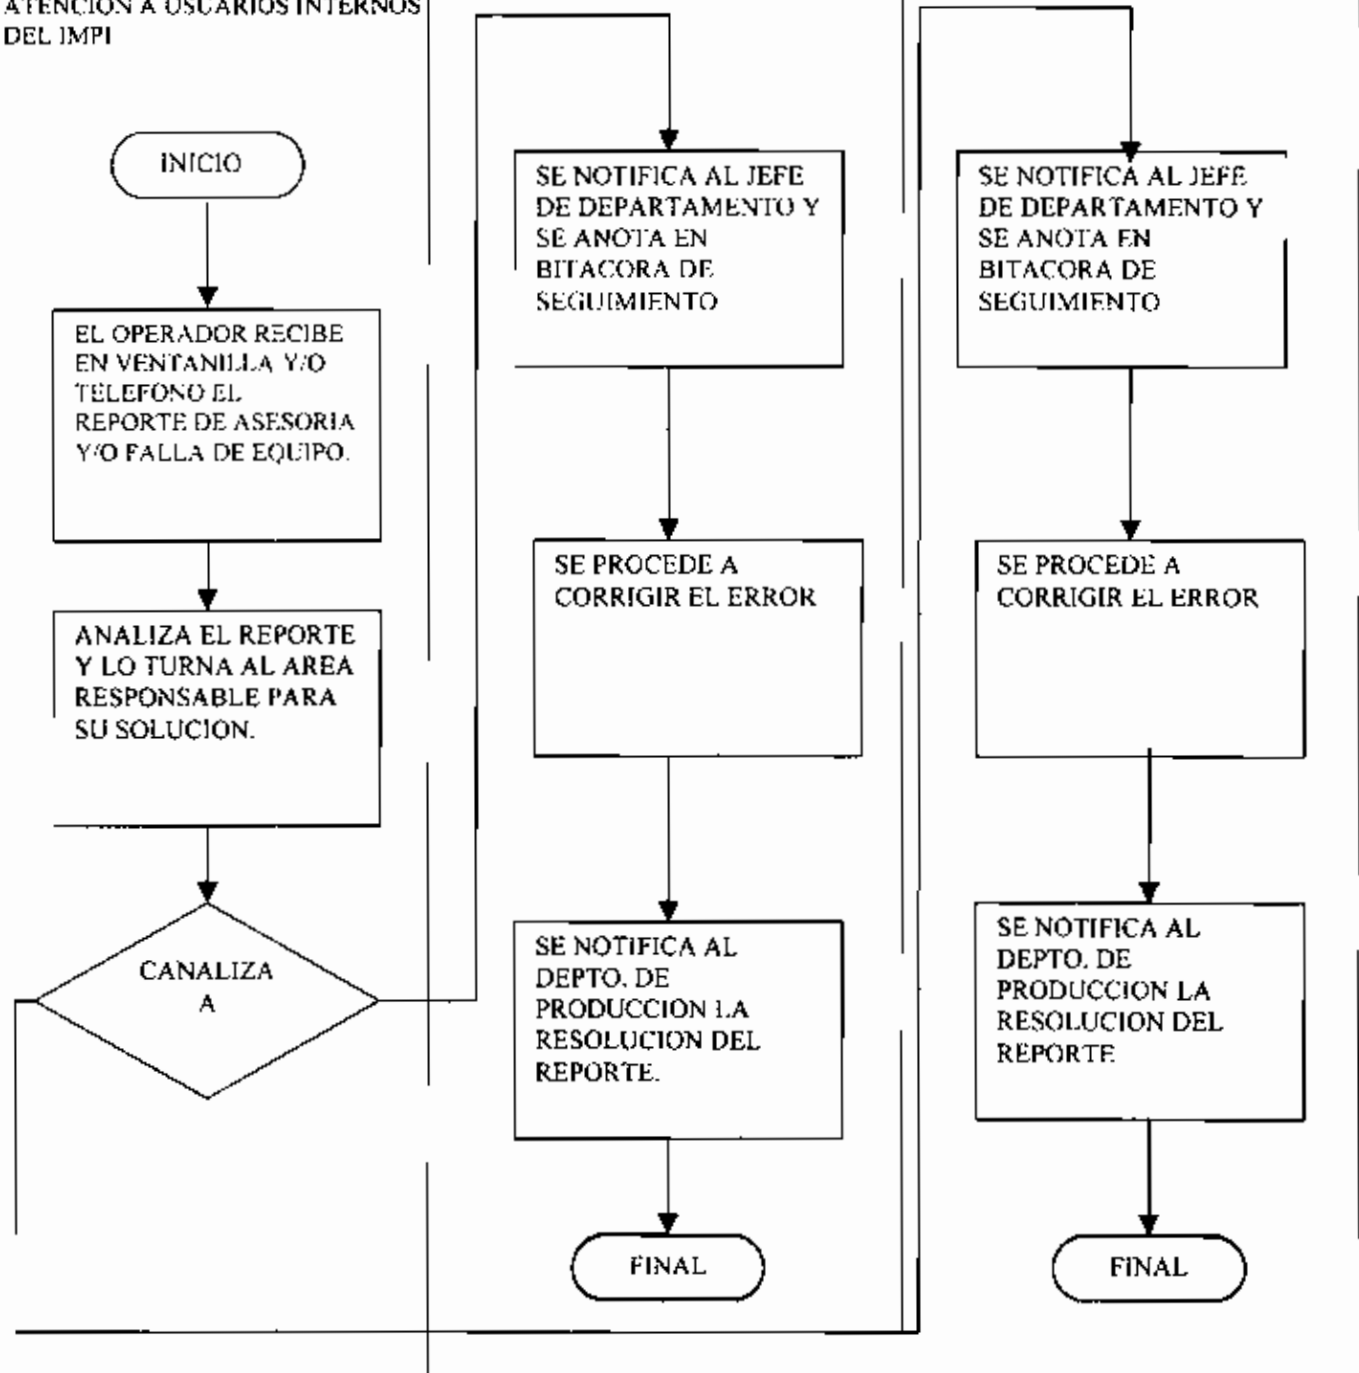 ATENCION A USUARIOS INTERNOS
DEL IMPI
INICIO
EL OPERADOR RECIBE
EN VENTANILLA Y/O
TELEFONO EL
REPORTE DE ASESORIA
Y/O FALLA DE EQUIPO.
ANALIZA EL REPORTE
Y LO TURNA AL AREA
RESPONSABLE PARA
SU SOLUCION.
CANALIZA
A
SE NOTIFICA AL JEFE
DE DEPARTAMENTO Y
SE ANOTA EN
BITACORA DE
SEGUIMIENTO
SE PROCEDE A
CORRIGIR EL ERROR
SE NOTIFICA AL
DEPTO. DE
PRODUCCION LA
RESOLUCION DEL
REPORTE.
FINAL
SE NOTIFICA AL JEFE
DE DEPARTAMENTO Y
SE ANOTA EN
BITACORA DE
SEGUIMIENTO
SE PROCEDE A
CORRIGIR EL ERROR
SE NOTIFICA AL
DEPTO. DE
PRODUCCION LA
RESOLUCION DEL
REPORTE
FINAL